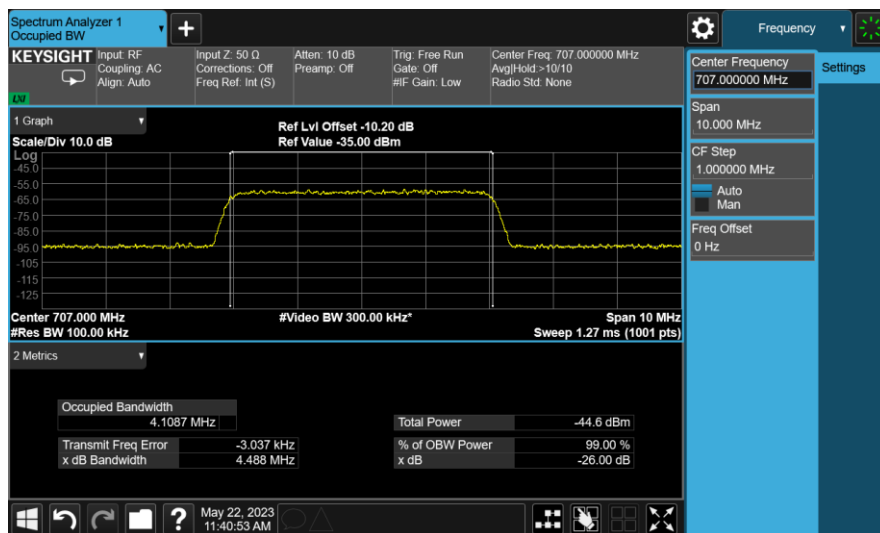 Spectrum Analyzer 1
Occupied BW
Frequency
KEYSIGHT
Input: RF
Coupling: AC
Align: Auto
Input Z: 50 Ω
Corrections: Off
Freq Ref: Int (S)
Atten: 10 dB
Preamp: Off
Trig: Free Run
Gate: Off
#IF Gain: Low
Center Freq: 707.000000 MHz
Avg|Hold:>10/10
Radio Std: None
LXI
Center Frequency
707.000000 MHz
Settings
Span
10.000 MHz
CF Step
1.000000 MHz
Auto
Man
Freq Offset
0 Hz
1 Graph
Scale/Div 10.0 dB
Ref Lvl Offset -10.20 dB
Ref Value -35.00 dBm
Log
-45.0
-55.0
-65.0
-75.0
-85.0
-95.0
-105
-115
-125
Center 707.000 MHz
#Video BW 300.00 kHz*
Span 10 MHz
#Res BW 100.00 kHz
Sweep 1.27 ms (1001 pts)
2 Metrics
Occupied Bandwidth
4.1087 MHz
Total Power -44.6 dBm
Transmit Freq Error -3.037 kHz
% of OBW Power 99.00 %
x dB Bandwidth 4.488 MHz
x dB -26.00 dB
?
May 22, 2023
11:40:53 AM